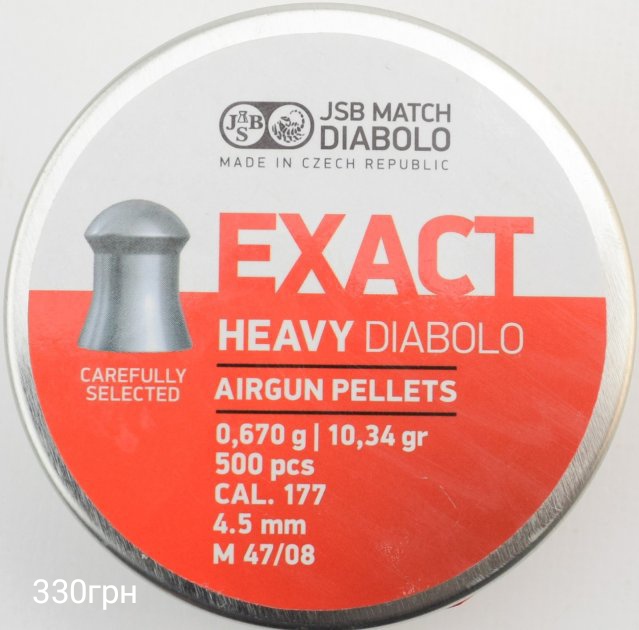 JSB
JSB MATCH
DIABOLO
MADE IN CZECH REPUBLIC
EXACT
HEAVY DIABOLO
CAREFULLY
SELECTED
AIRGUN PELLETS
0,670 g | 10,34 gr
500 pcs
CAL. 177
4.5 mm
M 47/08
330грн